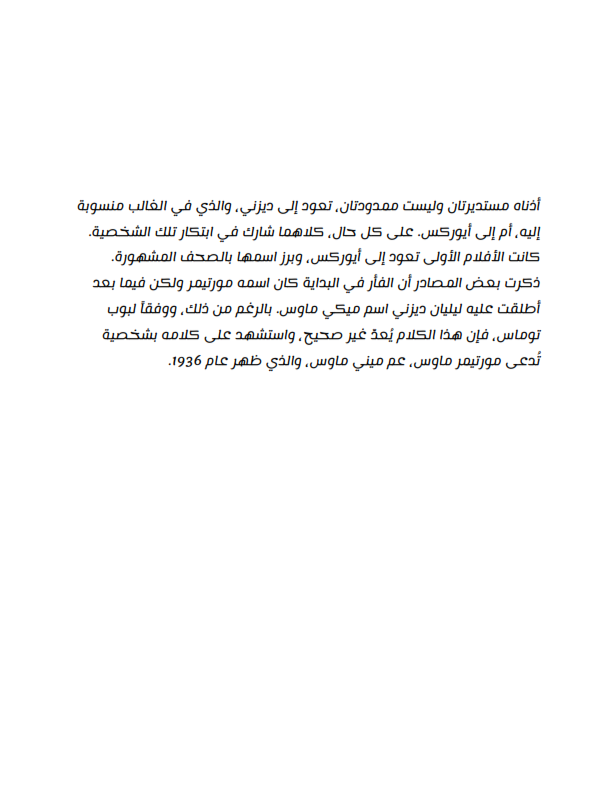 أذناه مستديرتان وليست ممدودتان، تعود إلى ديزني، والذي في الغالب منسوبة
إليه، أم إلى أيوركس. على كل حال، كلاهما شارك في ابتكار تلك الشخصية.
كانت الأفلام الأولى تعود إلى أيوركس، وبرز اسمها بالصحف المشهورة.
ذكرت بعض المصادر أن الفأر في البداية كان اسمه مورتيمر ولكن فيما بعد
أطلقت عليه ليليان ديزني اسم ميكي ماوس. بالرغم من ذلك، ووفقاً لبوب
توماس، فإن هذا الكلام يُعدّ غير صحيح، واستشهد على كلامه بشخصية
تُدعى مورتيمر ماوس، عم ميني ماوس، والذي ظهر عام 1936.